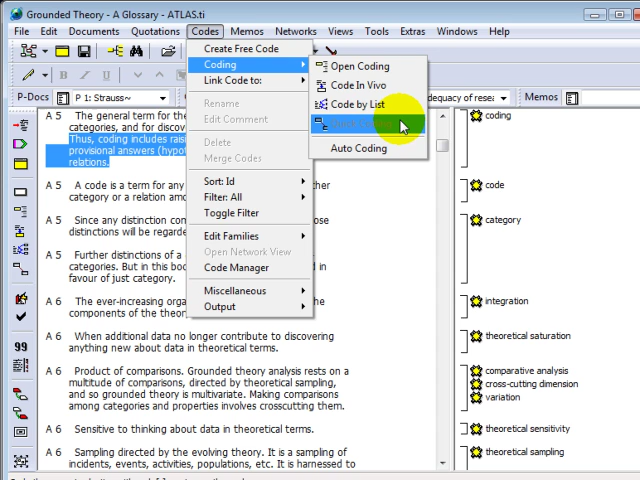 Grounded Theory - A Glossary - ATLAS.ti
File Edit Documents Quotations Codes Memos Networks Views Tools Extras Windows Help
B I U
P-Docs P 1: Strauss~ adequacy of resea Memos
Create Free Code
Coding
Link Code to:
Rename
Edit Comment
Delete
Merge Codes
Sort: Id
Filter: All
Toggle Filter
Edit Families
Open Network View
Code Manager
Miscellaneous
Output
Open Coding
Code In Vivo
Code by List
Auto Coding
A 5 The general term for the
categories, and for discov
Thus, coding includes raisi
provisional answers (hypot
relations.
A 5 A code is a term for any other
category or a relation amo
A 5 Since any distinction com ose
distinctions will be regarde
A 5 Further distinctions of a
categories. But in this boo d in
favour of just category.
A 6 The ever-increasing orga the
components of the theor
A 6 When additional data no longer contribute to discovering
anything new about data in theoretical terms.
A 6 Product of comparisons. Grounded theory analysis rests on a
multitude of comparisons, directed by theoretical sampling,
and so grounded theory is multivariate. Making comparisons
among categories and properties involves crosscutting them.
A 6 Sensitive to thinking about data in theoretical terms.
A 6 Sampling directed by the evolving theory. It is a sampling of
incidents, events, activities, populations, etc. It is harnessed to
coding
code
category
integration
theoretical saturation
comparative analysis
cross-cutting dimension
variation
theoretical sensitivity
theoretical sampling